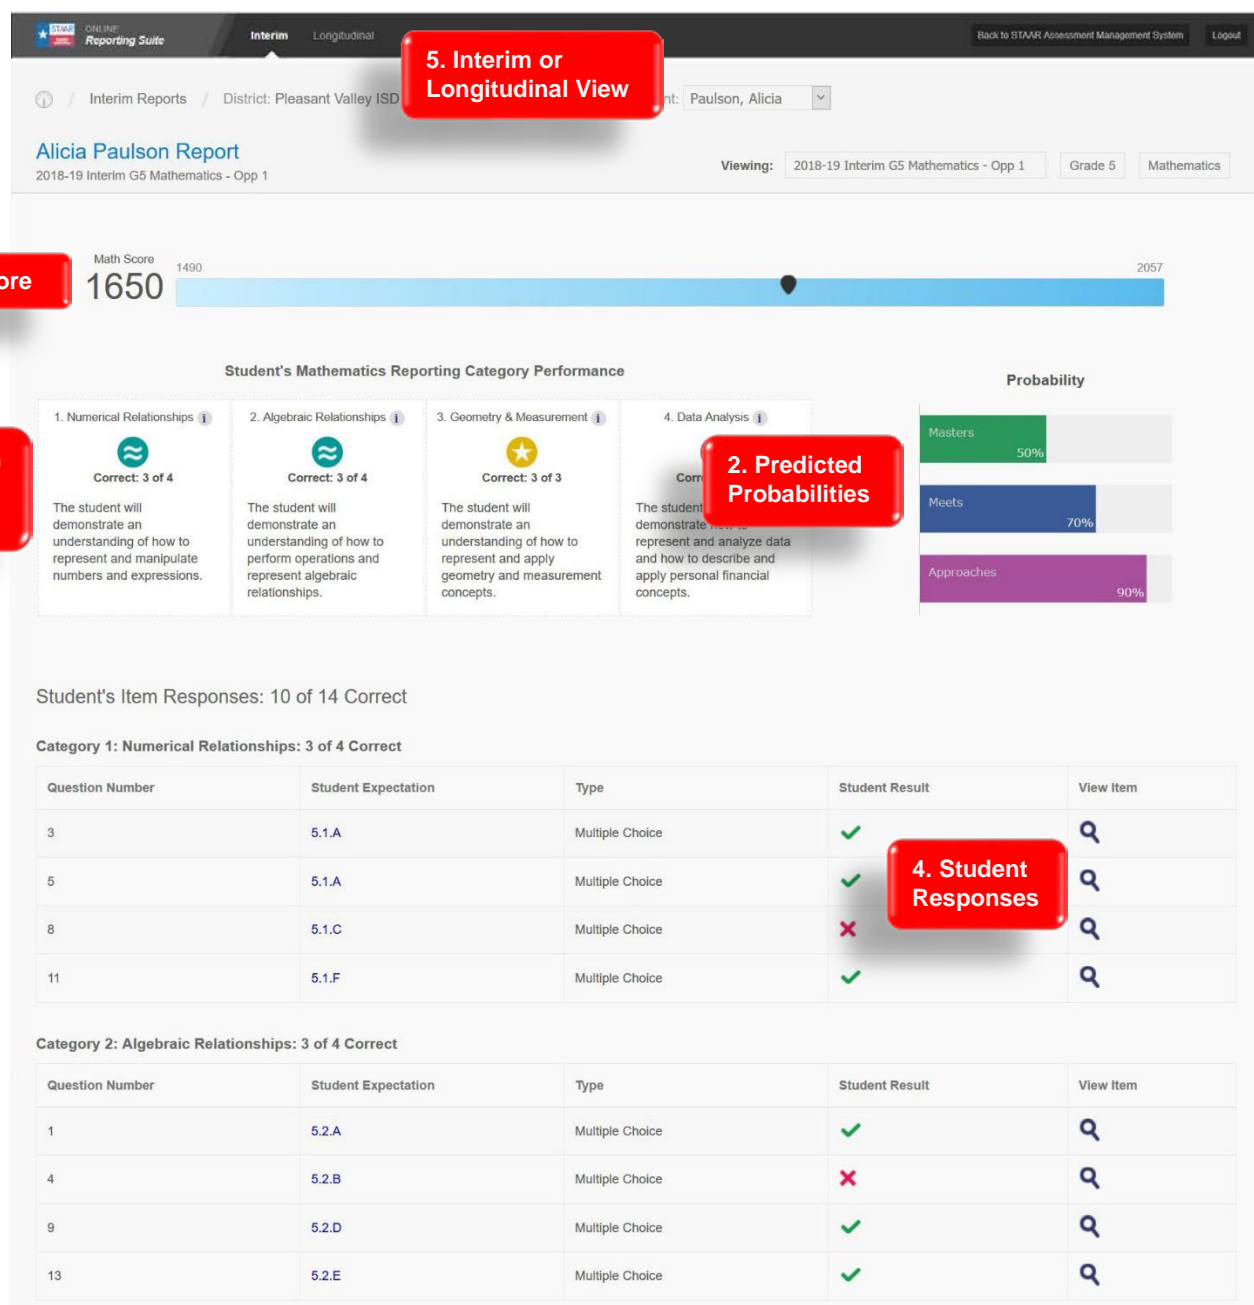 STAAR ONLINE Reporting Suite Interim Longitudinal Back to STAAR Assessment Management System Logout
5. Interim or
Longitudinal View
/ Interim Reports / District: Pleasant Valley ISD Paulson, Alicia
Alicia Paulson Report
2018-19 Interim G5 Mathematics - Opp 1
Viewing: 2018-19 Interim G5 Mathematics - Opp 1 Grade 5 Mathematics
Math Score
1650
1490 2057
Student's Mathematics Reporting Category Performance
1. Numerical Relationships i
Correct: 3 of 4
The student will
demonstrate an
understanding of how to
represent and manipulate
numbers and expressions.
2. Algebraic Relationships i
Correct: 3 of 4
The student will
demonstrate an
understanding of how to
perform operations and
represent algebraic
relationships.
3. Geometry & Measurement i
Correct: 3 of 3
The student will
demonstrate an
understanding of how to
represent and apply
geometry and measurement
concepts.
4. Data Analysis i
The student
demonstrate how to
represent and analyze data
and how to describe and
apply personal financial
concepts.
2. Predicted
Probabilities
Probability
Masters
50%
Meets
70%
Approaches
90%
Student's Item Responses: 10 of 14 Correct
Category 1: Numerical Relationships: 3 of 4 Correct
Question Number Student Expectation Type Student Result View Item
3 5.1.A Multiple Choice
5 5.1.A Multiple Choice
8 5.1.C Multiple Choice
11 5.1.F Multiple Choice
4. Student
Responses
Category 2: Algebraic Relationships: 3 of 4 Correct
Question Number Student Expectation Type Student Result View Item
1 5.2.A Multiple Choice
4 5.2.B Multiple Choice
9 5.2.D Multiple Choice
13 5.2.E Multiple Choice